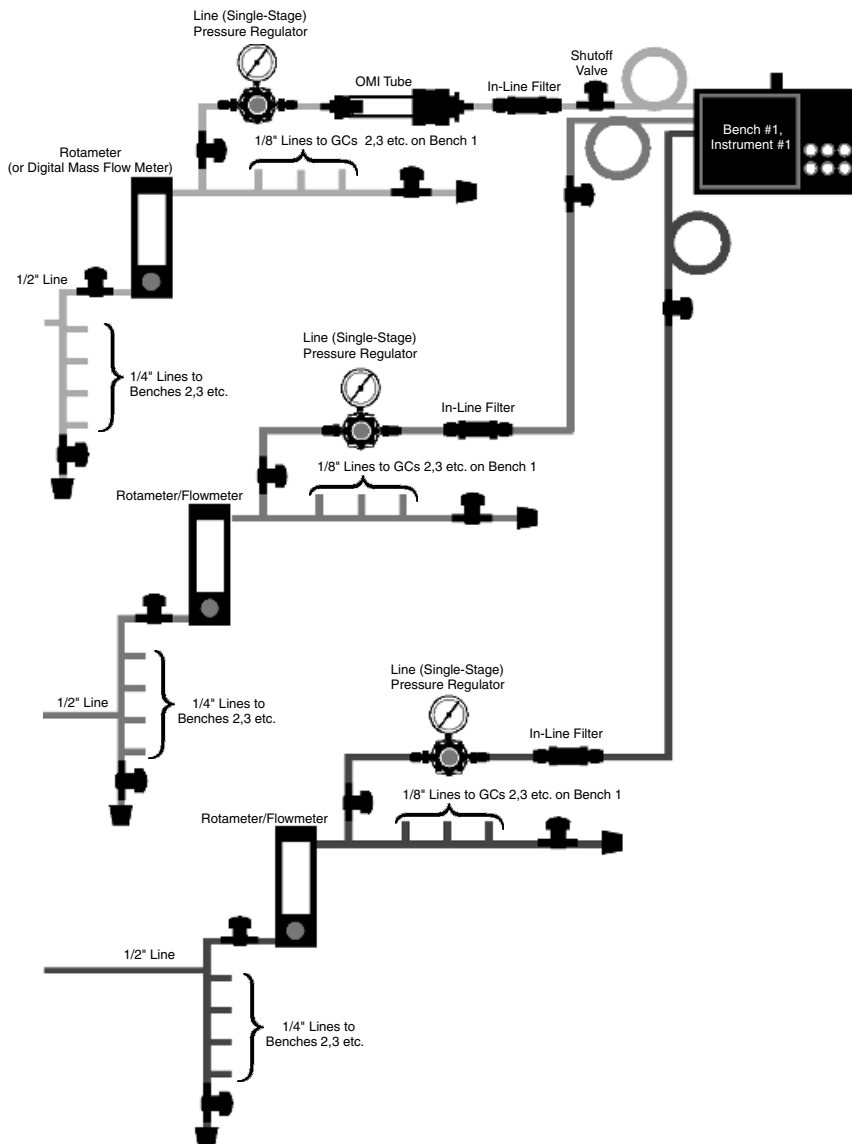 Line (Single-Stage)
Pressure Regulator
OMI Tube
In-Line Filter
Shutoff
Valve
Bench #1,
Instrument #1
1/8" Lines to GCs 2,3 etc. on Bench 1
Rotameter
(or Digital Mass Flow Meter)
1/2" Line
1/4" Lines to
Benches 2,3 etc.
Line (Single-Stage)
Pressure Regulator
In-Line Filter
1/8" Lines to GCs 2,3 etc. on Bench 1
Rotameter/Flowmeter
1/2" Line
1/4" Lines to
Benches 2,3 etc.
Line (Single-Stage)
Pressure Regulator
In-Line Filter
1/8" Lines to GCs 2,3 etc. on Bench 1
Rotameter/Flowmeter
1/2" Line
1/4" Lines to
Benches 2,3 etc.